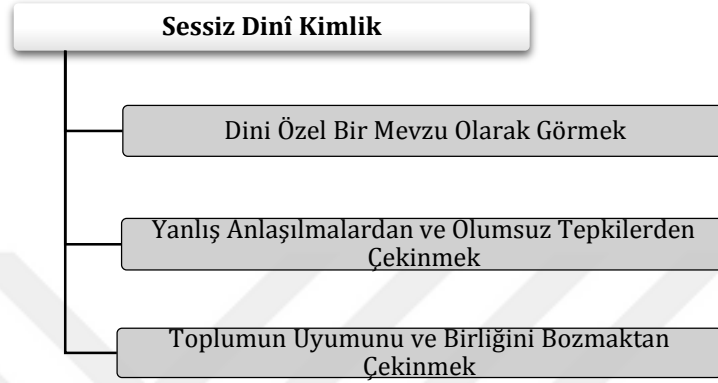 Sessiz Dinî Kimlik
Dini Özel Bir Mevzu Olarak Görmek
Yanlış Anlaşılmalardan ve Olumsuz Tepkilerden
Çekinmek
Toplumun Uyumunu ve Birliğini Bozmaktan
Çekinmek